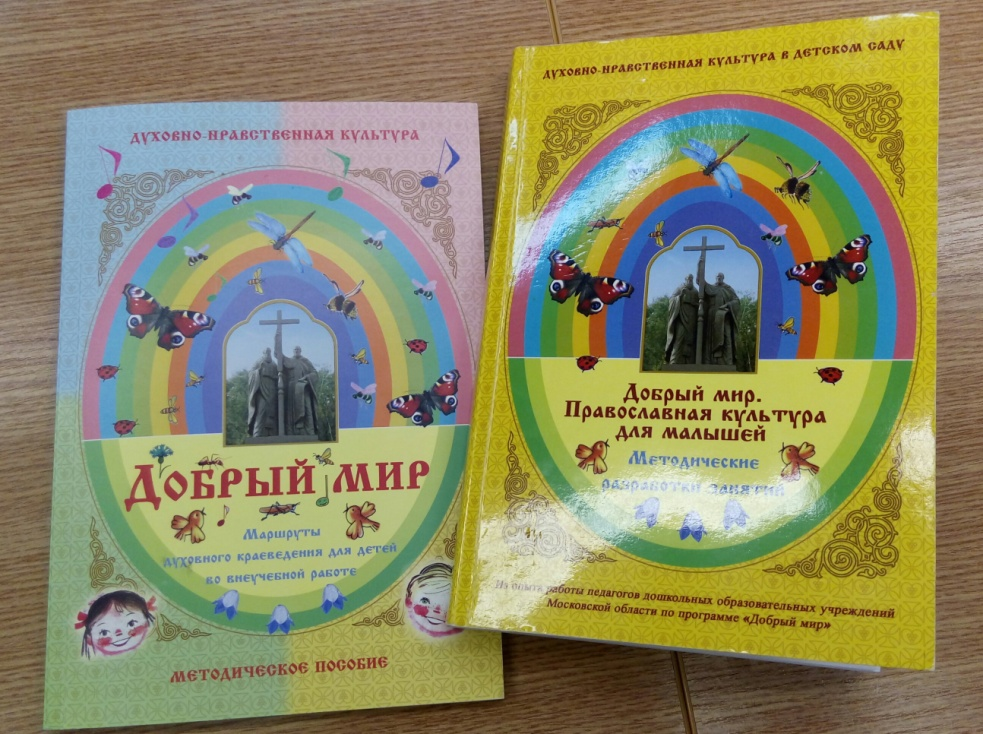 ДУХОВНО-НРАВСТВЕННАЯ КУЛЬТУРА
ДОБРЫЙ МИР
Маршруты
духовного краеведения для детей
во внеучебной работе
МЕТОДИЧЕСКОЕ ПОСОБИЕ
ДУХОВНО-НРАВСТВЕННАЯ КУЛЬТУРА В ДЕТСКОМ САДУ
Добрый мир.
Православная культура
для малышей
Методические
разработки занятий
Из опыта работы педагогов дошкольных образовательных учреждений
Московской области по программе «Добрый мир»